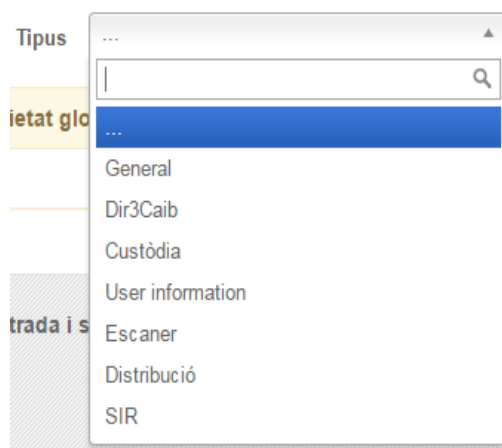 Tipus ...
ietat glo
...
General
Dir3Caib
Custòdia
User information
trada i s
Escaner
Distribució
SIR